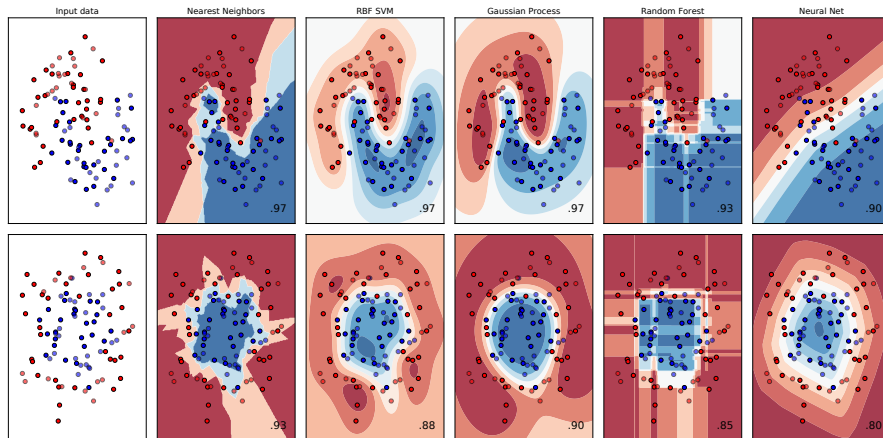 Input data
Nearest Neighbors
RBF SVM
Gaussian Process
Random Forest
Neural Net
.97
.97
.97
.93
.90
.93
.88
.90
.85
.80